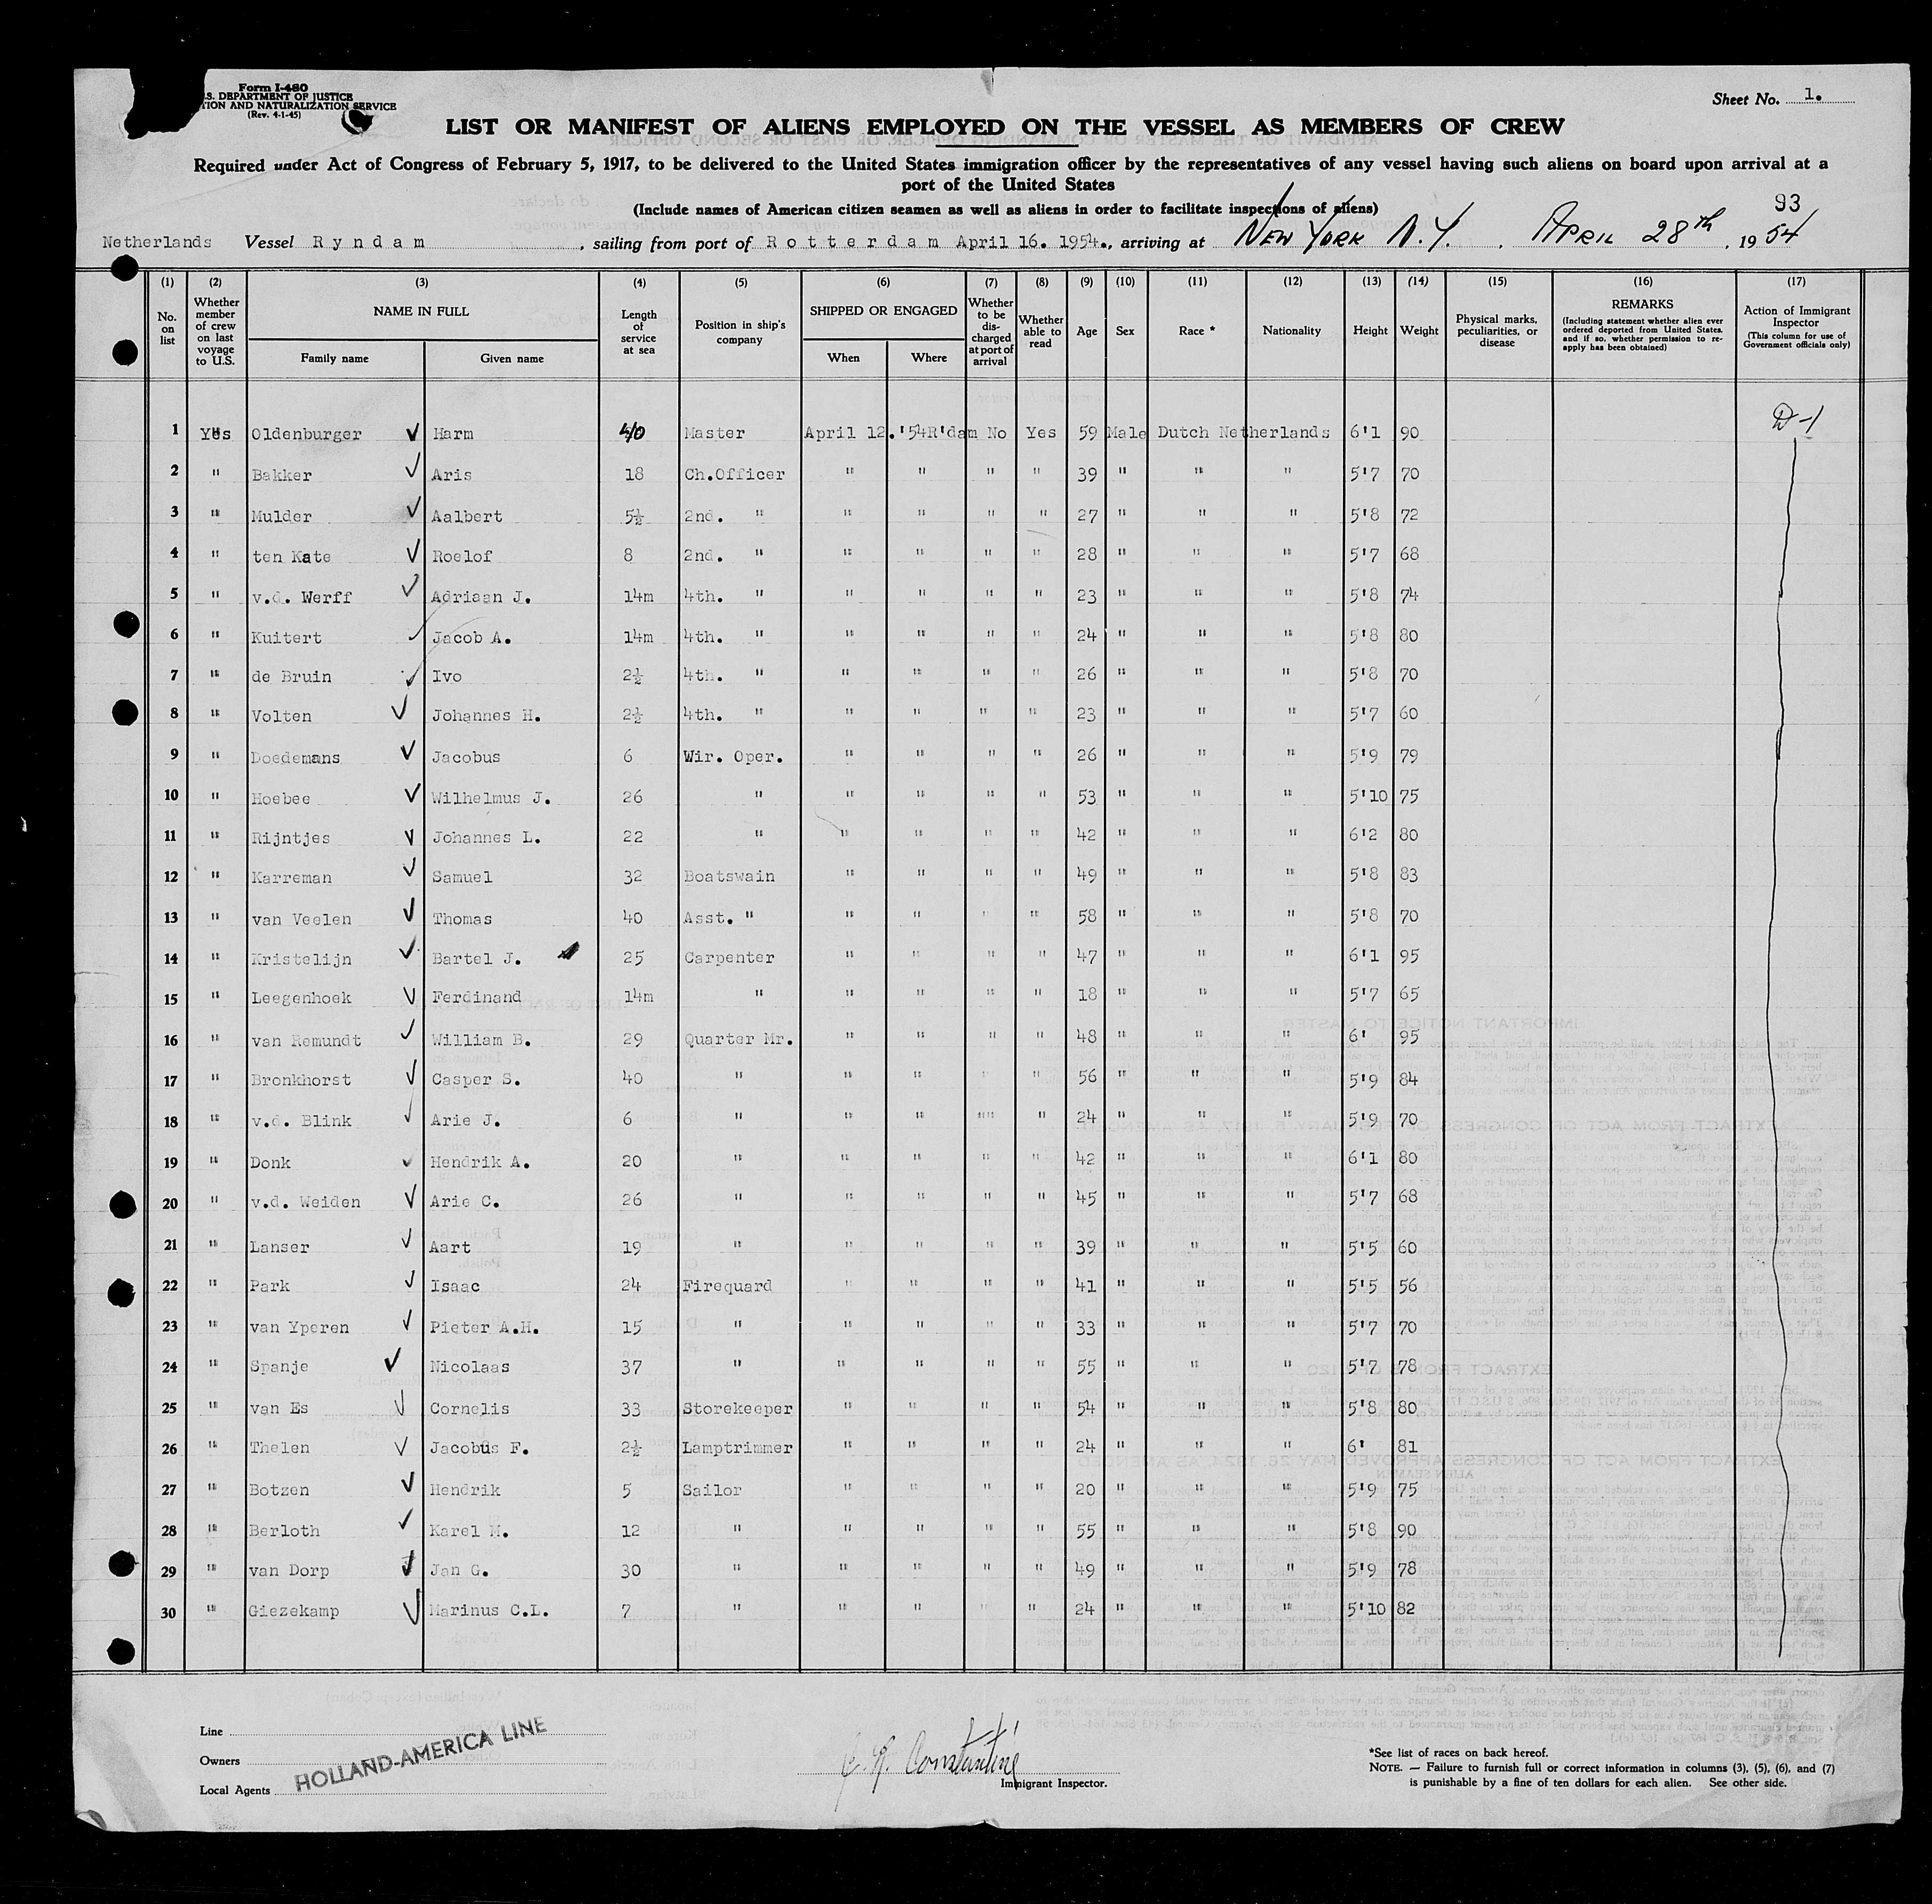 Form I-480
U.S. DEPARTMENT OF JUSTICE
TION AND NATURALIZATION SERVICE
(Rev. 4-1-45)
Sheet No. 1.
LIST OR MANIFEST OF ALIENS EMPLOYED ON THE VESSEL AS MEMBERS OF CREW
Required under Act of Congress of February 5, 1917, to be delivered to the United States immigration officer by the representatives of any vessel having such aliens on board upon arrival at a
port of the United States
(Include names of American citizen seamen as well as aliens in order to facilitate inspections of aliens)
93
Netherlands Vessel Ryndam, sailing from port of Rotterdam April 16. 1954., arriving at New York N.Y. , April 28th, 1954
(1) (2) (3) (4) (5) (6) (7) (8) (9) (10) (11) (12) (13) (14) (15) (16) (17)
No. on list
Whether member of crew on last voyage to U.S.
NAME IN FULL
Family name Given name
Length of service at sea
Position in ship's company
SHIPPED OR ENGAGED
When Where
Whether to be discharged at port of arrival
Whether able to read
Age
Sex
Race *
Nationality
Height
Weight
Physical marks, peculiarities, or disease
REMARKS
(Including statement whether alien ever ordered deported from United States, and if so, whether permission to re-apply has been obtained)
Action of Immigrant Inspector
(This column for use of Government officials only)
1 Yes Oldenburger Harm 40 Master April 12.'54 R'dam No Yes 59 Male Dutch Netherlands 6'1 90 D-1
2 " Bakker Aris 18 Ch.Officer " " " " 39 " " " 5'7 70
3 " Mulder Aalbert 5½ 2nd. " " " " " 27 " " " 5'8 72
4 " ten Kate Roelof 8 2nd. " " " " " 28 " " " 5'7 68
5 " v.d. Werff Adriaan J. 14m 4th. " " " " " 23 " " " 5'8 74
6 " Kuitert Jacob A. 14m 4th. " " " " " 24 " " " 5'8 80
7 " de Bruin Ivo 2½ 4th. " " " " " 26 " " " 5'8 70
8 " Volten Johannes H. 2½ 4th. " " " " " 23 " " " 5'7 60
9 " Doedemans Jacobus 6 Wir. Oper. " " " " 26 " " " 5'9 79
10 " Hoebee Wilhelmus J. 26 " " " " " 53 " " " 5'10 75
11 " Rijntjes Johannes L. 22 " " " " " 42 " " " 6'2 80
12 " Karreman Samuel 32 Boatswain " " " " 49 " " " 5'8 83
13 " van Veelen Thomas 40 Asst. " " " " " 58 " " " 5'8 70
14 " Kristelijn Bartel J. 25 Carpenter " " " " 47 " " " 6'1 95
15 " Leegenhoek Ferdinand 14m " " " " " 18 " " " 5'7 65
16 " van Remundt William B. 29 Quarter Mr. " " " " 48 " " " 6' 95
17 " Bronkhorst Casper S. 40 " " " " " 56 " " " 5'9 84
18 " v.d. Blink Arie J. 6 " " " "" " 24 " " " 5'9 70
19 " Donk Hendrik A. 20 " " " " " 42 " " " 6'1 80
20 " v.d. Weiden Arie C. 26 " " " " " 45 " " " 5'7 68
21 " Lanser Aart 19 " " " " " 39 " " " 5'5 60
22 " Park Isaac 24 Firequard " " " " 41 " " " 5'5 56
23 " van Yperen Pieter A.H. 15 " " " " " 33 " " " 5'7 70
24 " Spanje Nicolaas 37 " " " " " 55 " " " 5'7 78
25 " van Es Cornelis 33 Storekeeper " " " " 54 " " " 5'8 80
26 " Thelen Jacobus F. 2½ Lamptrimmer " " " " 24 " " " 6' 81
27 " Botzen Hendrik 5 Sailor " " " " 20 " " " 5'9 75
28 " Berloth Karel M. 12 " " " " " 55 " " " 5'8 90
29 " van Dorp Jan G. 30 " " " " " 49 " " " 5'9 78
30 " Giezekamp Marinus C.L. 7 " " " " " 24 " " " 5'10 82
Line
Owners
Local Agents
HOLLAND-AMERICA LINE
Constantine
Immigrant Inspector.
*See list of races on back hereof.
NOTE. — Failure to furnish full or correct information in columns (3), (5), (6), and (7)
is punishable by a fine of ten dollars for each alien. See other side.